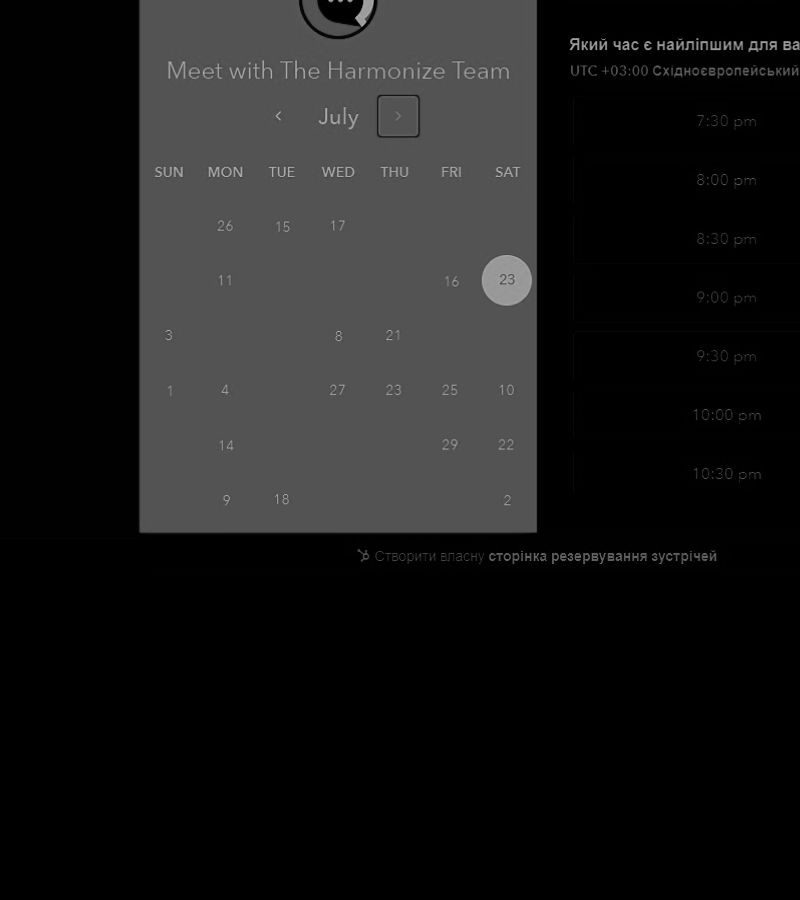 Meet with The Harmonize Team
July
SUN MON TUE WED THU FRI SAT
26 15 17
11 16 23
3 8 21
1 4 27 23 25 10
14 29 22
9 18 2
Який час є найліпшим для ва
UTC +03:00 Східноєвропейський
7:30 pm
8:00 pm
8:30 pm
9:00 pm
9:30 pm
10:00 pm
10:30 pm
Створити власну сторінка резервування зустрічей